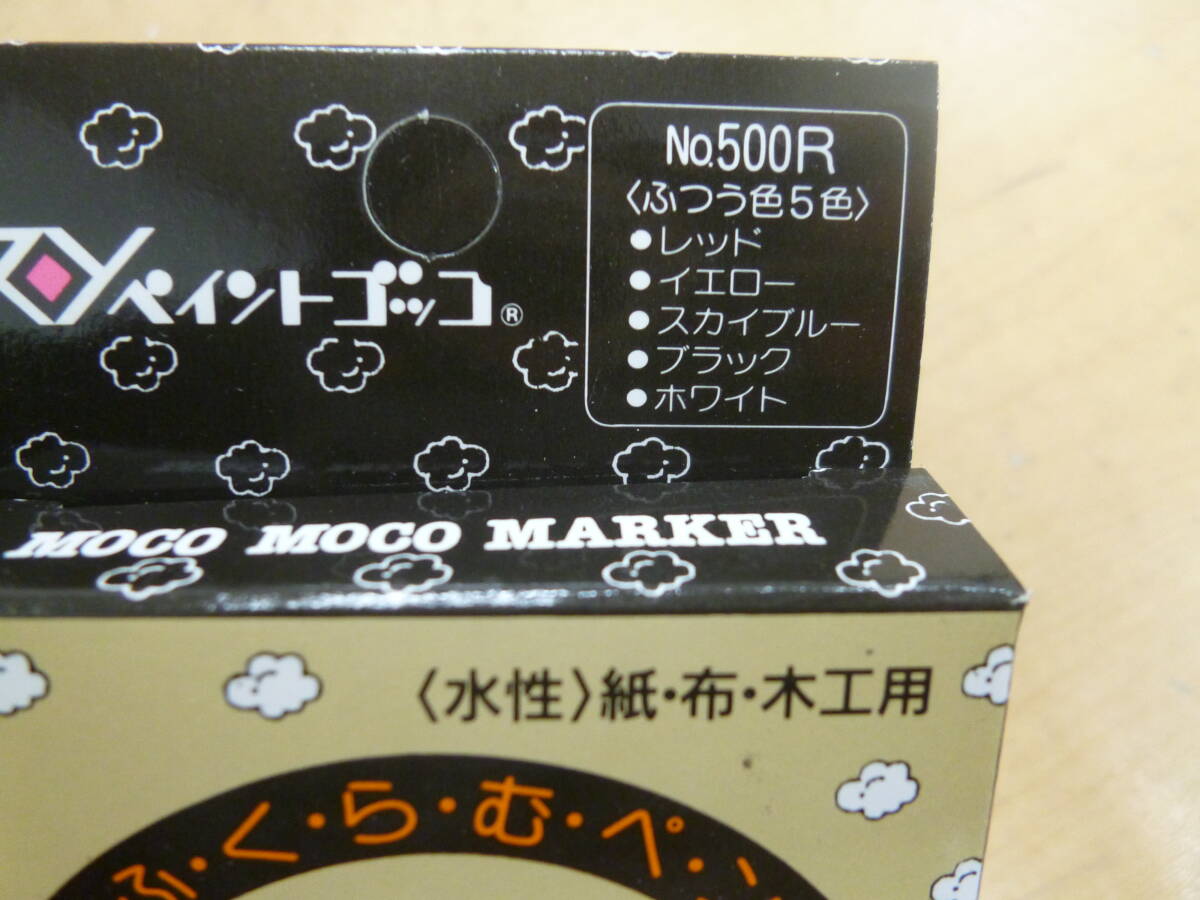 No.500R
〈ふつう色5色〉
●レッド
●イエロー
●スカイブルー
●ブラック
●ホワイト
ペイントゴッコ®
MOCO MOCO MARKER
〈水性〉紙・布・木工用
ふ・く・ら・む・ペ・